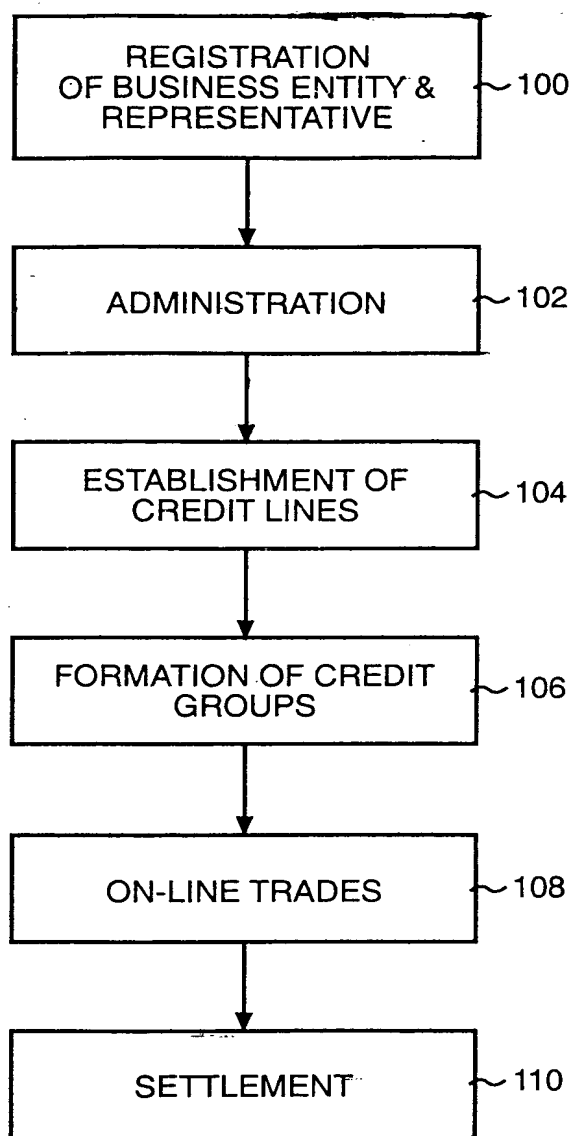 REGISTRATION
OF BUSINESS ENTITY &
REPRESENTATIVE
100
ADMINISTRATION
102
ESTABLISHMENT OF
CREDIT LINES
104
FORMATION OF CREDIT
GROUPS
106
ON-LINE TRADES
108
SETTLEMENT
110